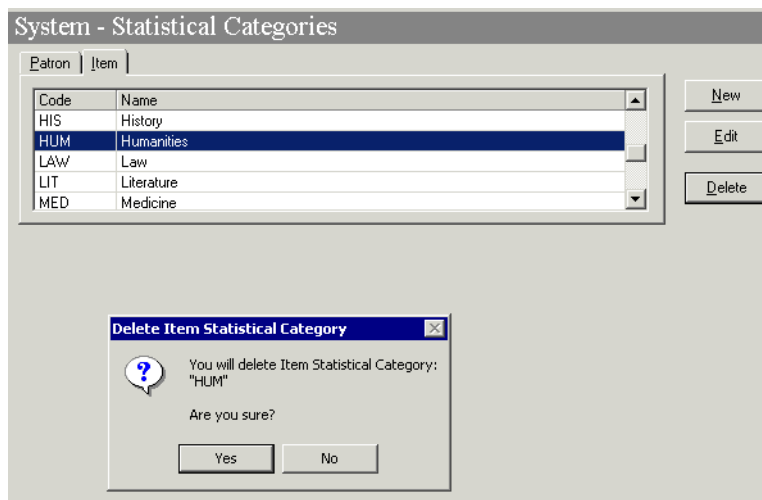 System - Statistical Categories
Patron Item
Code Name
HIS History
HUM Humanities
LAW Law
LIT Literature
MED Medicine
New
Edit
Delete
Delete Item Statistical Category
You will delete Item Statistical Category:
"HUM"
Are you sure?
Yes No